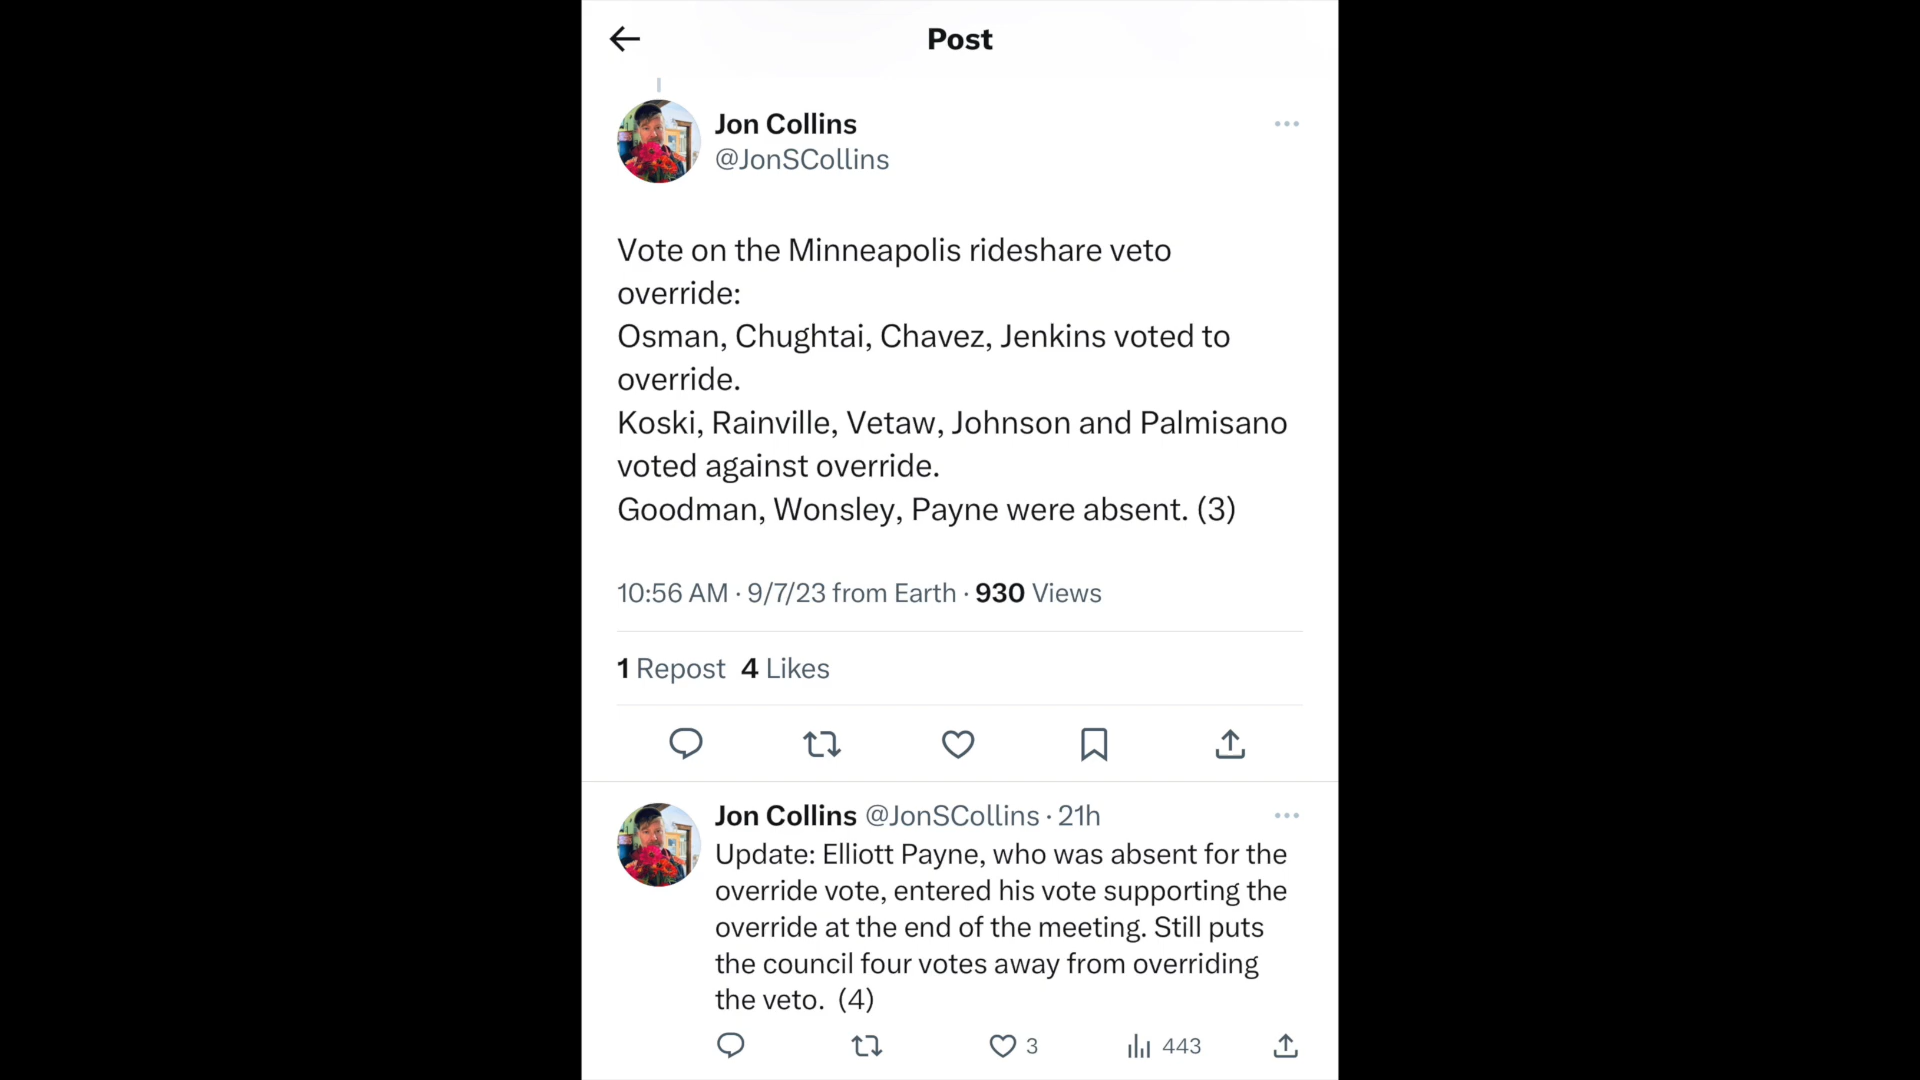 Post
Jon Collins
@JonSCollins
Vote on the Minneapolis rideshare veto
override:
Osman, Chughtai, Chavez, Jenkins voted to
override.
Koski, Rainville, Vetaw, Johnson and Palmisano
voted against override.
Goodman, Wonsley, Payne were absent. (3)
10:56 AM · 9/7/23 from Earth · 930 Views
1 Repost 4 Likes
Jon Collins @JonSCollins · 21h
Update: Elliott Payne, who was absent for the
override vote, entered his vote supporting the
override at the end of the meeting. Still puts
the council four votes away from overriding
the veto. (4)
3 443